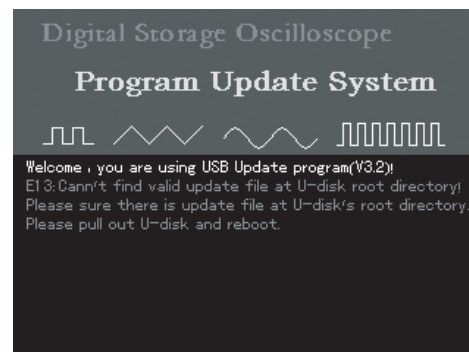 Digital Storage Oscilloscope
Program Update System
Welcome , you are using USB Update program(V3.2)!
E13:Cann't find valid update file at U-disk root directory!
Please sure there is update file at U-disk's root directory.
Please pull out U-disk and reboot.